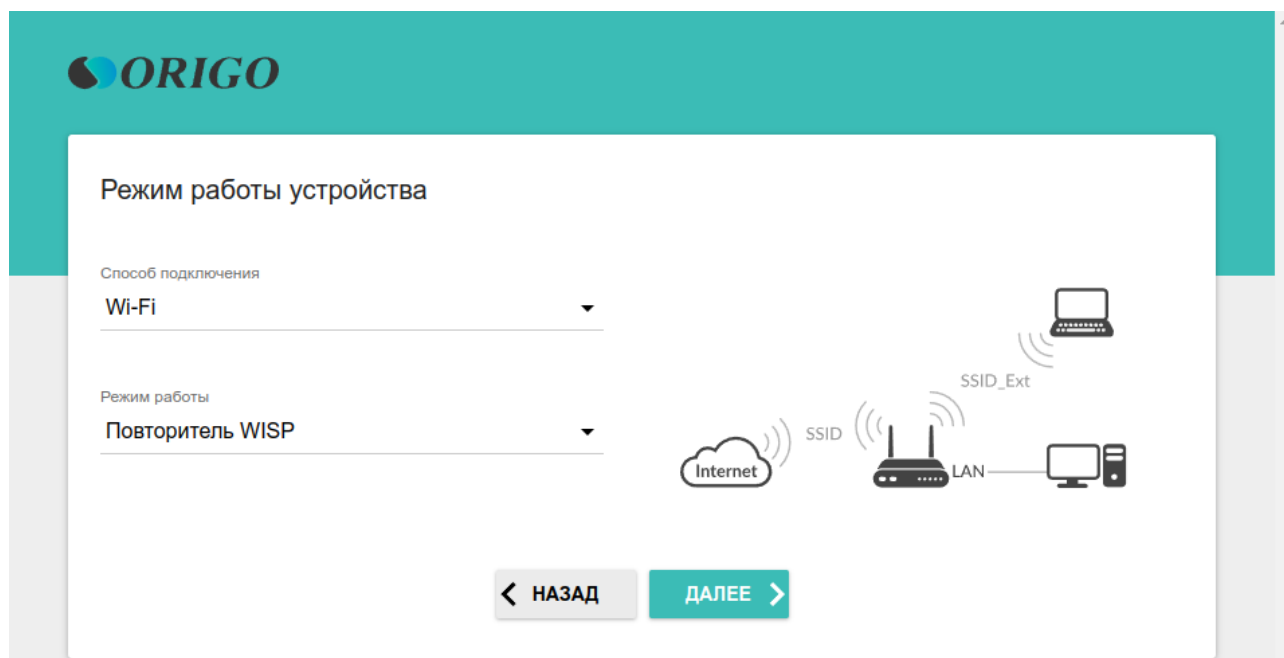 ORIGO
Режим работы устройства
Способ подключения
Wi-Fi
Режим работы
Повторитель WISP
SSID_Ext
SSID
Internet
LAN
НАЗАД
ДАЛЕЕ